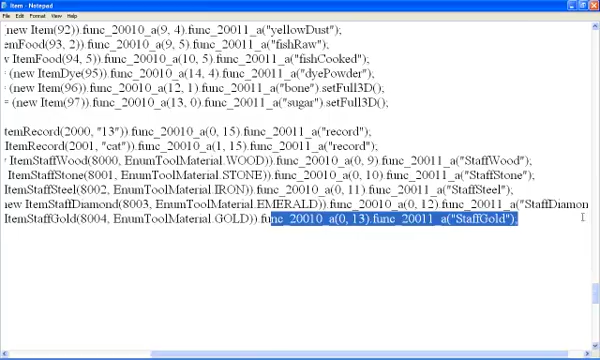 Item - Notepad
File Edit Format View Help
new Item(92)).func_20010_a(9, 4).func_20011_a("yellowDust");
emFood(93, 2)).func_20010_a(9, 5).func_20011_a("fishRaw");
v ItemFood(94, 5)).func_20010_a(10, 5).func_20011_a("fishCooked");
= (new ItemDye(95)).func_20010_a(14, 4).func_20011_a("dyePowder");
(new Item(96)).func_20010_a(12, 1).func_20011_a("bone").setFull3D();
= (new Item(97)).func_20010_a(13, 0).func_20011_a("sugar").setFull3D();
temRecord(2000, "13")).func_20010_a(0, 15).func_20011_a("record");
ItemRecord(2001, "cat")).func_20010_a(1, 15).func_20011_a("record");
ItemStaffWood(8000, EnumToolMaterial.WOOD)).func_20010_a(0, 9).func_20011_a("StaffWood");
ItemStaffStone(8001, EnumToolMaterial.STONE)).func_20010_a(0, 10).func_20011_a("StaffStone");
ItemStaffSteel(8002, EnumToolMaterial.IRON)).func_20010_a(0, 11).func_20011_a("StaffSteel");
new ItemStaffDiamond(8003, EnumToolMaterial.EMERALD)).func_20010_a(0, 12).func_20011_a("StaffDiamon
ItemStaffGold(8004, EnumToolMaterial.GOLD)).func_20010_a(0, 13).func_20011_a("StaffGold");